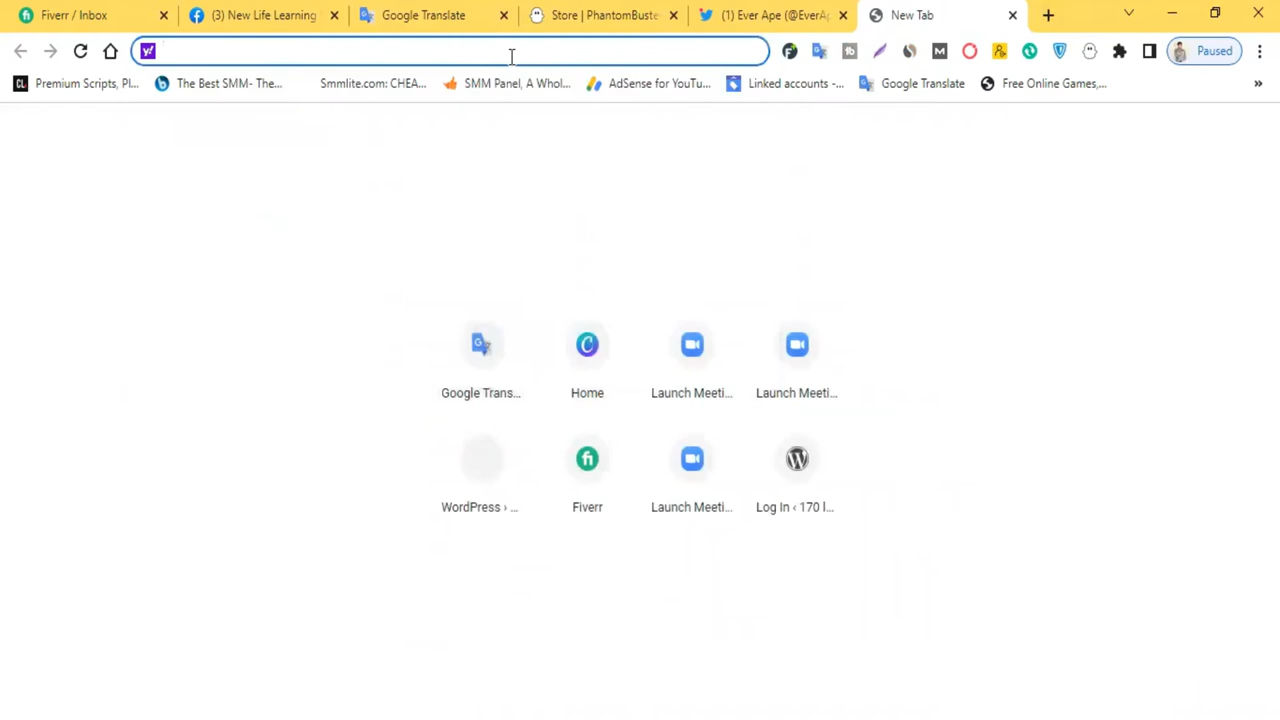 Fiverr / Inbox
(3) New Life Learning
Google Translate
Store | PhantomBuste
(1) Ever Ape (@EverA
New Tab
y!
Paused
Premium Scripts, Pl...
The Best SMM- The...
Smmlite.com: CHEA...
SMM Panel, A Whol...
AdSense for YouTu...
Linked accounts -...
Google Translate
Free Online Games,...
»
Google Trans...
Home
Launch Meeti...
Launch Meeti...
WordPress › ...
Fiverr
Launch Meeti...
Log In ‹ 170 l...